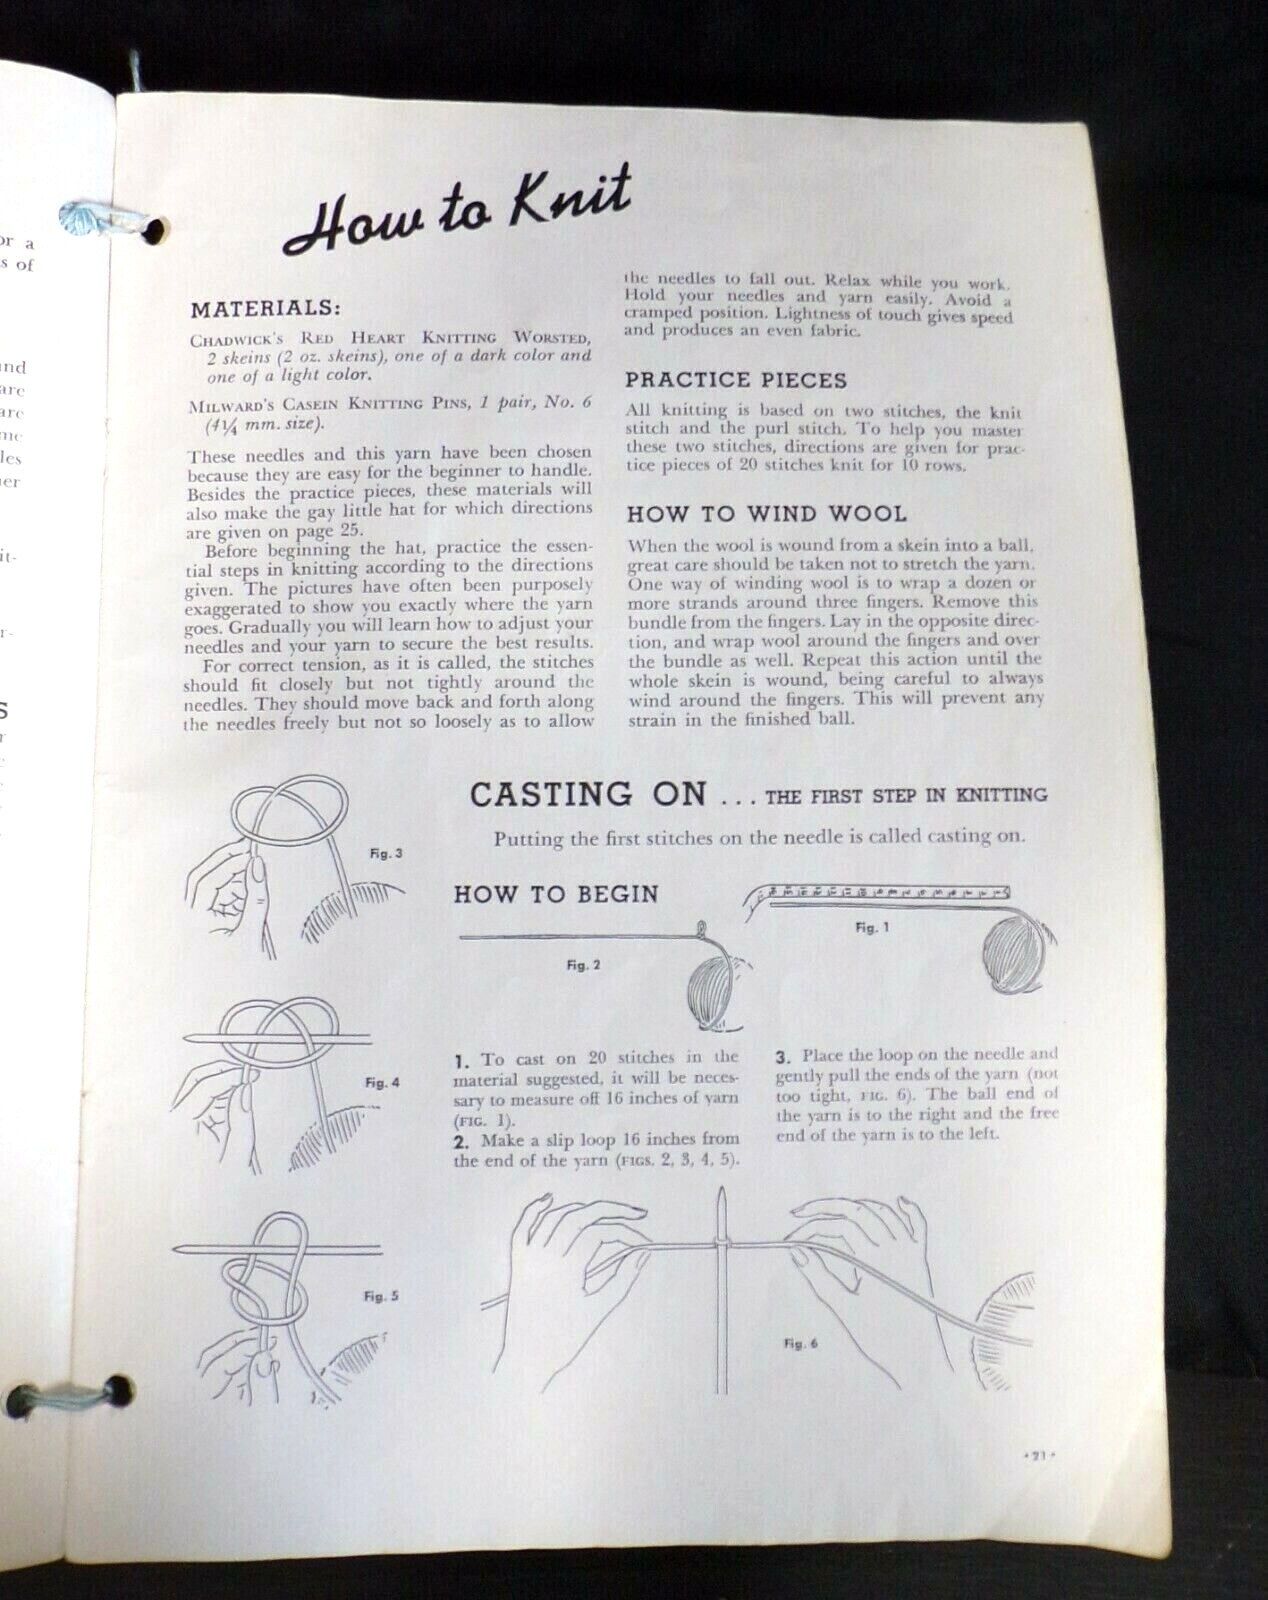 or a
s of
nd
are
are
me
les
er
it-
r-
S
r
How to Knit
MATERIALS:
CHADWICK'S RED HEART KNITTING WORSTED,
2 skeins (2 oz. skeins), one of a dark color and
one of a light color.
MILWARD'S CASEIN KNITTING PINS, 1 pair, No. 6
(4¼ mm. size).
These needles and this yarn have been chosen
because they are easy for the beginner to handle.
Besides the practice pieces, these materials will
also make the gay little hat for which directions
are given on page 25.
Before beginning the hat, practice the essen-
tial steps in knitting according to the directions
given. The pictures have often been purposely
exaggerated to show you exactly where the yarn
goes. Gradually you will learn how to adjust your
needles and your yarn to secure the best results.
For correct tension, as it is called, the stitches
should fit closely but not tightly around the
needles. They should move back and forth along
the needles freely but not so loosely as to allow
the needles to fall out. Relax while you work.
Hold your needles and yarn easily. Avoid a
cramped position. Lightness of touch gives speed
and produces an even fabric.
PRACTICE PIECES
All knitting is based on two stitches, the knit
stitch and the purl stitch. To help you master
these two stitches, directions are given for prac-
tice pieces of 20 stitches knit for 10 rows.
HOW TO WIND WOOL
When the wool is wound from a skein into a ball,
great care should be taken not to stretch the yarn.
One way of winding wool is to wrap a dozen or
more strands around three fingers. Remove this
bundle from the fingers. Lay in the opposite direc-
tion, and wrap wool around the fingers and over
the bundle as well. Repeat this action until the
whole skein is wound, being careful to always
wind around the fingers. This will prevent any
strain in the finished ball.
CASTING ON ... THE FIRST STEP IN KNITTING
Putting the first stitches on the needle is called casting on.
Fig. 3
HOW TO BEGIN
Fig. 1
Fig. 2
Fig. 4
1. To cast on 20 stitches in the
material suggested, it will be neces-
sary to measure off 16 inches of yarn
(FIG. 1).
2. Make a slip loop 16 inches from
the end of the yarn (FIGS. 2, 3, 4, 5).
3. Place the loop on the needle and
gently pull the ends of the yarn (not
too tight, FIG. 6). The ball end of
the yarn is to the right and the free
end of the yarn is to the left.
Fig. 5
Fig. 6
• 21 •